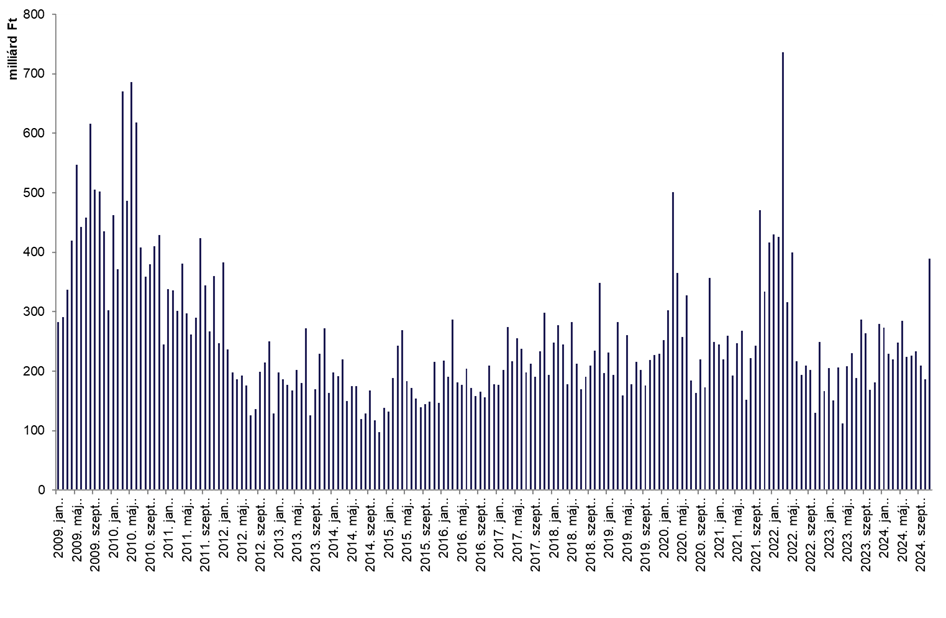 milliárd Ft
800
700
600
500
400
300
200
100
0
2009. jan..
2009. máj..
2009. szept..
2010. jan..
2010. máj..
2010. szept..
2011. jan..
2011. máj..
2011. szept..
2012. jan..
2012. máj..
2012. szept..
2013. jan..
2013. máj..
2013. szept..
2014. jan..
2014. máj..
2014. szept..
2015. jan..
2015. máj..
2015. szept..
2016. jan..
2016. máj..
2016. szept..
2017. jan..
2017. máj..
2017. szept..
2018. jan..
2018. máj..
2018. szept..
2019. jan..
2019. máj..
2019. szept..
2020. jan..
2020. máj..
2020. szept..
2021. jan..
2021. máj..
2021. szept..
2022. jan..
2022. máj..
2022. szept..
2023. jan..
2023. máj..
2023. szept..
2024. jan..
2024. máj..
2024. szept..